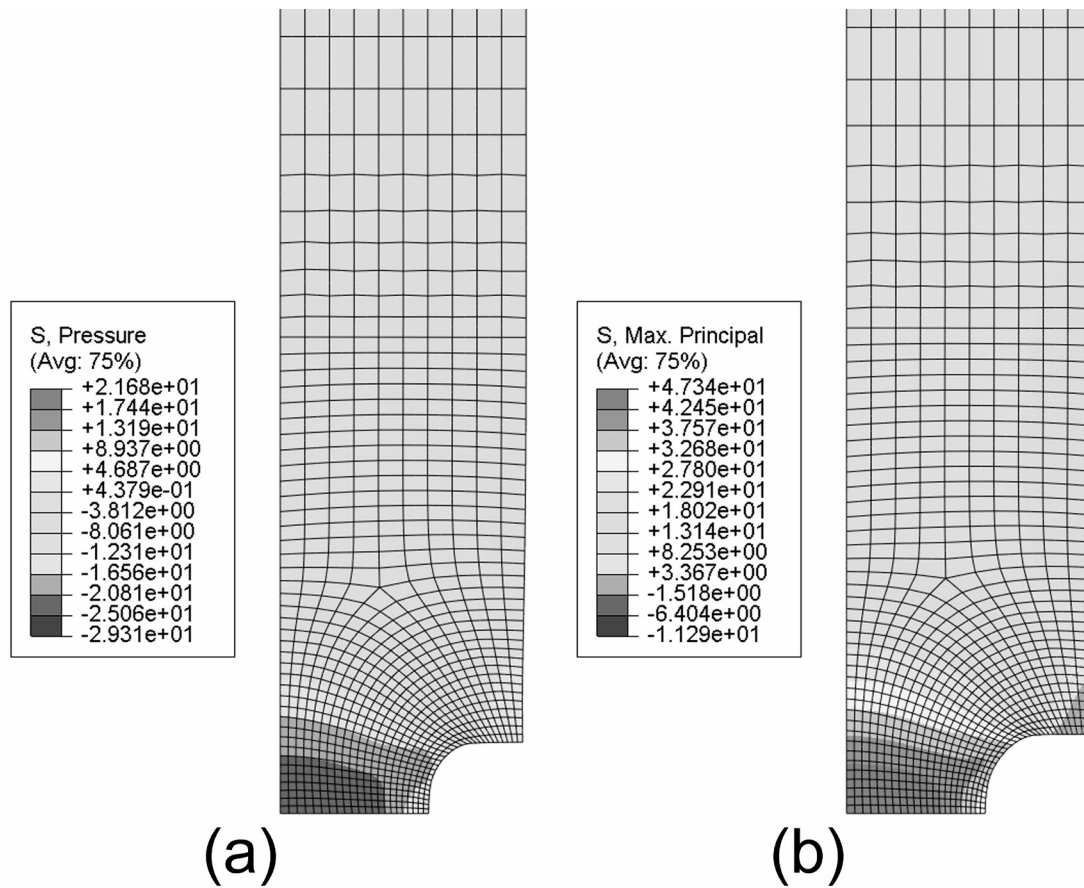 S, Pressure
(Avg: 75%)
+2.168e+01
+1.744e+01
+1.319e+01
+8.937e+00
+4.687e+00
+4.379e-01
-3.812e+00
-8.061e+00
-1.231e+01
-1.656e+01
-2.081e+01
-2.506e+01
-2.931e+01
(a)
S, Max. Principal
(Avg: 75%)
+4.734e+01
+4.245e+01
+3.757e+01
+3.268e+01
+2.780e+01
+2.291e+01
+1.802e+01
+1.314e+01
+8.253e+00
+3.367e+00
-1.518e+00
-6.404e+00
-1.129e+01
(b)